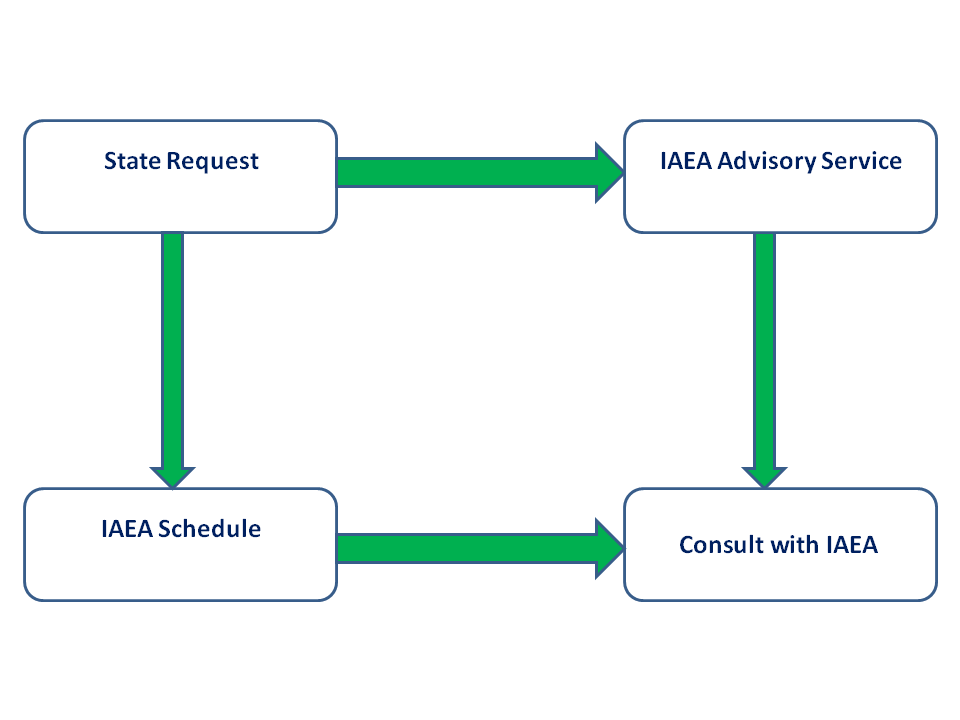 State Request
IAEA Advisory Service
IAEA Schedule
Consult with IAEA